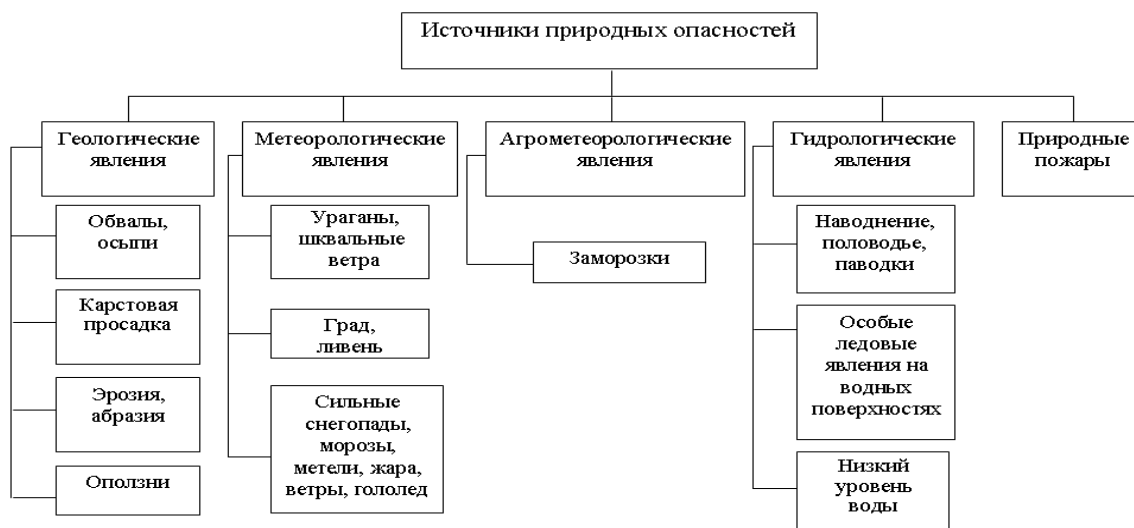 Источники природных опасностей
Геологические
явления
Обвалы,
осыпи
Карстовая
просадка
Эрозия,
абразия
Оползни
Метеорологические
явления
Ураганы,
шквальные
ветра
Град,
ливень
Сильные
снегопады,
морозы,
метели, жара,
ветры, гололед
Агрометеорологические
явления
Заморозки
Гидрологические
явления
Наводнение,
половодье,
паводки
Особые
ледовые
явления на
водных
поверхностях
Низкий
уровень
воды
Природные
пожары